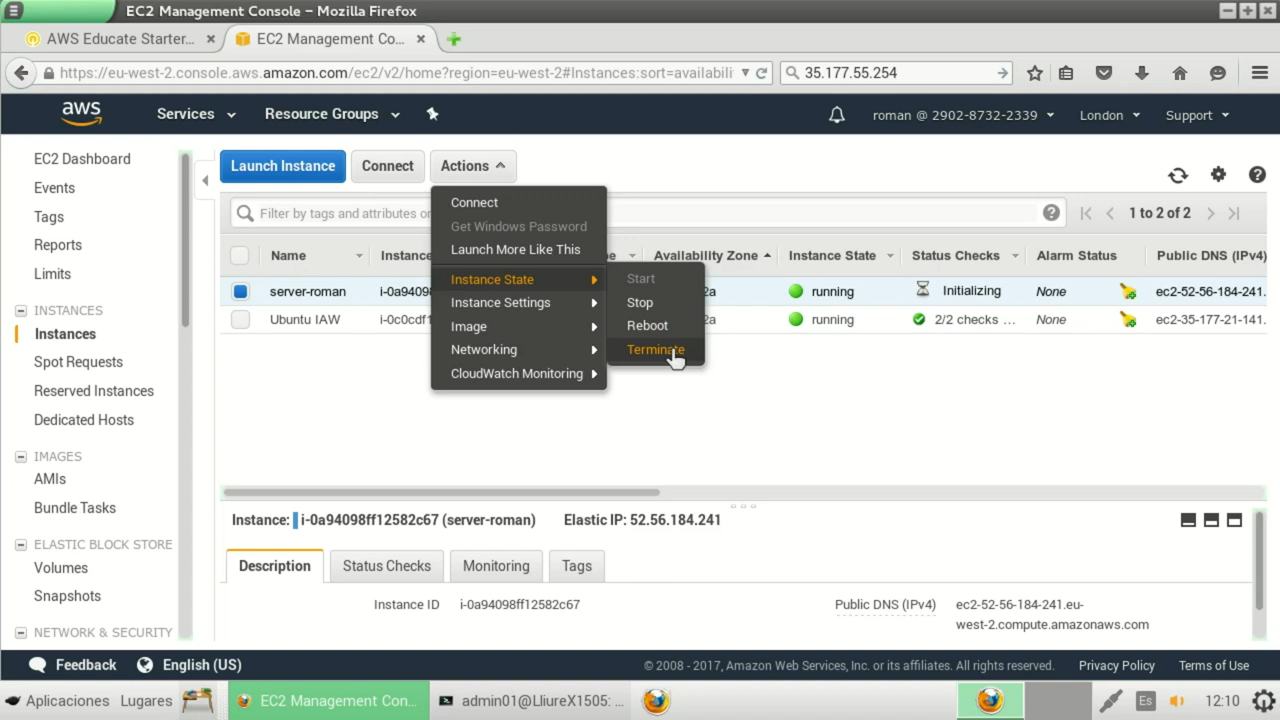 EC2 Management Console – Mozilla Firefox
AWS Educate Starter... × EC2 Management Co... ×
https://eu-west-2.console.aws.amazon.com/ec2/v2/home?region=eu-west-2#Instances:sort=availabili 35.177.55.254
aws Services Resource Groups roman @ 2902-8732-2339 London Support
EC2 Dashboard
Events
Tags
Reports
Limits
INSTANCES
Instances
Spot Requests
Reserved Instances
Dedicated Hosts
IMAGES
AMIs
Bundle Tasks
ELASTIC BLOCK STORE
Volumes
Snapshots
NETWORK & SECURITY
Launch Instance Connect Actions
Filter by tags and attributes or 1 to 2 of 2
Name Availability Zone Instance State Status Checks Alarm Status Public DNS (IPv4)
server-roman i-0a9409 2a running Initializing None ec2-52-56-184-241.
Ubuntu IAW i-0c0cdf1 2a running 2/2 checks ... None ec2-35-177-21-141.
Connect
Get Windows Password
Launch More Like This
Instance State
Instance Settings
Image
Networking
CloudWatch Monitoring
Start
Stop
Reboot
Terminate
Instance: i-0a94098ff12582c67 (server-roman) Elastic IP: 52.56.184.241
Description Status Checks Monitoring Tags
Instance ID i-0a94098ff12582c67 Public DNS (IPv4) ec2-52-56-184-241.eu-
west-2.compute.amazonaws.com
Feedback English (US) © 2008 - 2017, Amazon Web Services, Inc. or its affiliates. All rights reserved. Privacy Policy Terms of Use
Aplicaciones Lugares EC2 Management Con... admin01@LliureX1505: ... Es 12:10